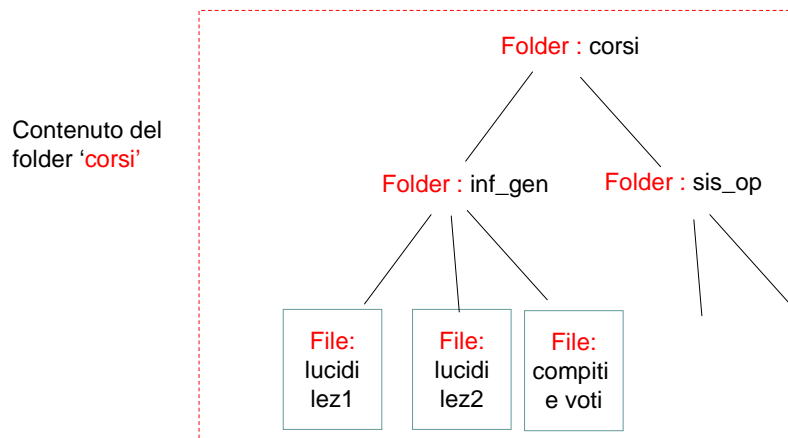 Folder : corsi
Contenuto del
folder ‘corsi’
Folder : inf_gen
Folder : sis_op
File:
lucidi
lez1
File:
lucidi
lez2
File:
compiti
e voti